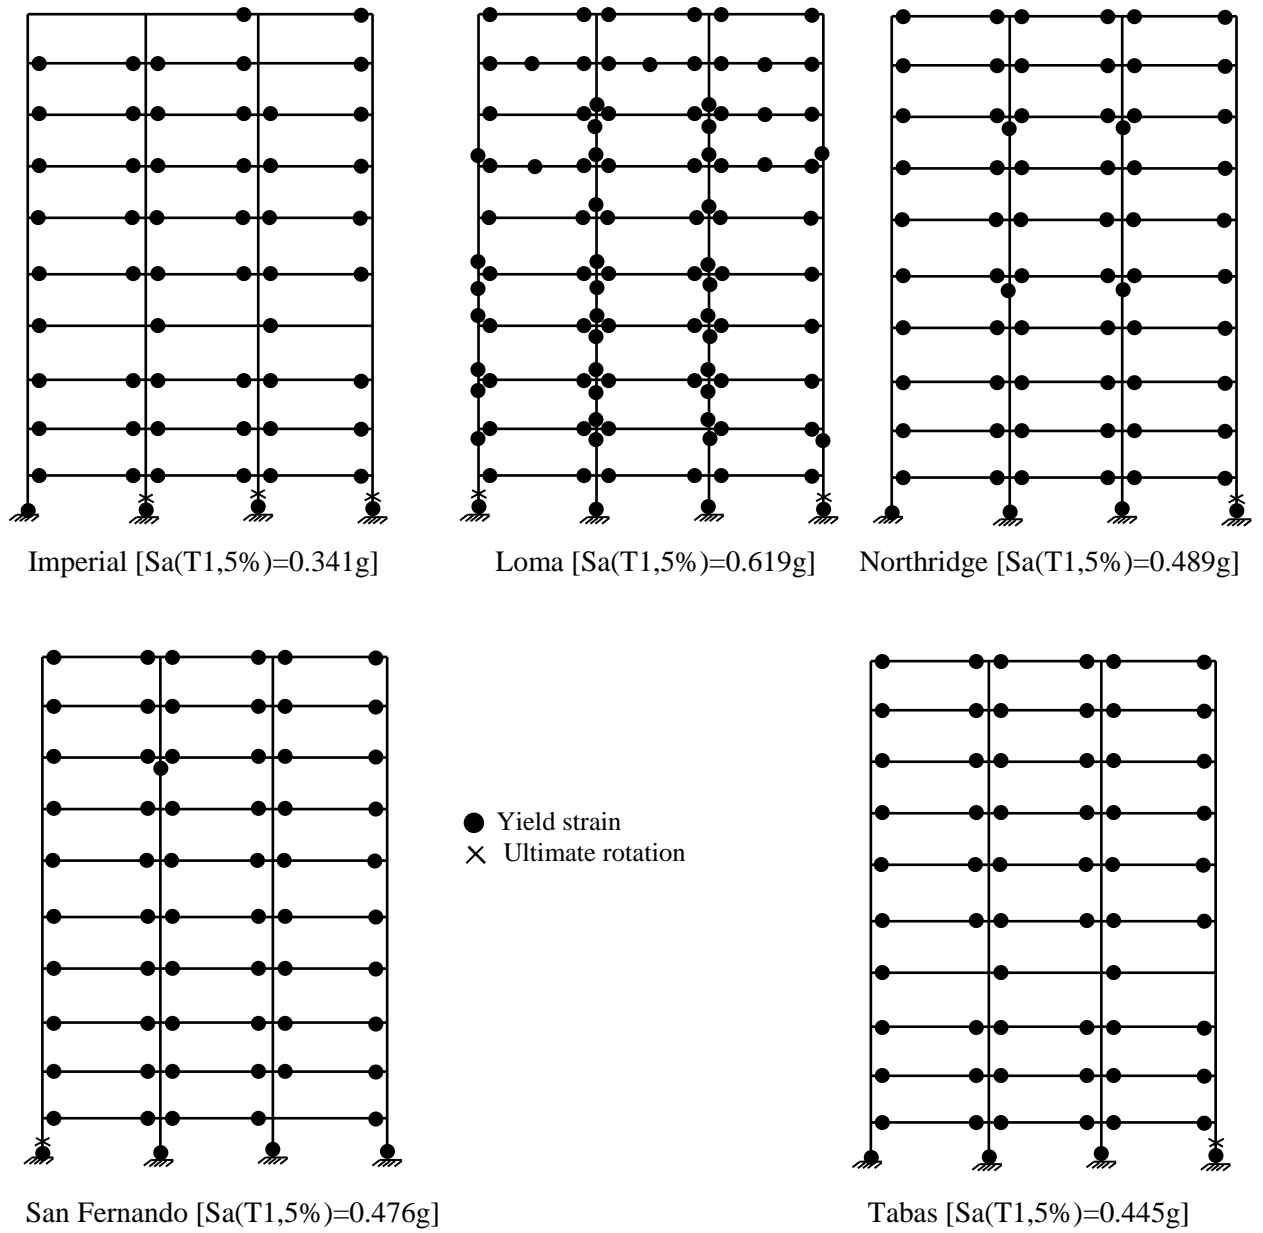 Imperial [Sa(T1,5%)=0.341g]
Loma [Sa(T1,5%)=0.619g]
Northridge [Sa(T1,5%)=0.489g]
Yield strain
Ultimate rotation
San Fernando [Sa(T1,5%)=0.476g]
Tabas [Sa(T1,5%)=0.445g]